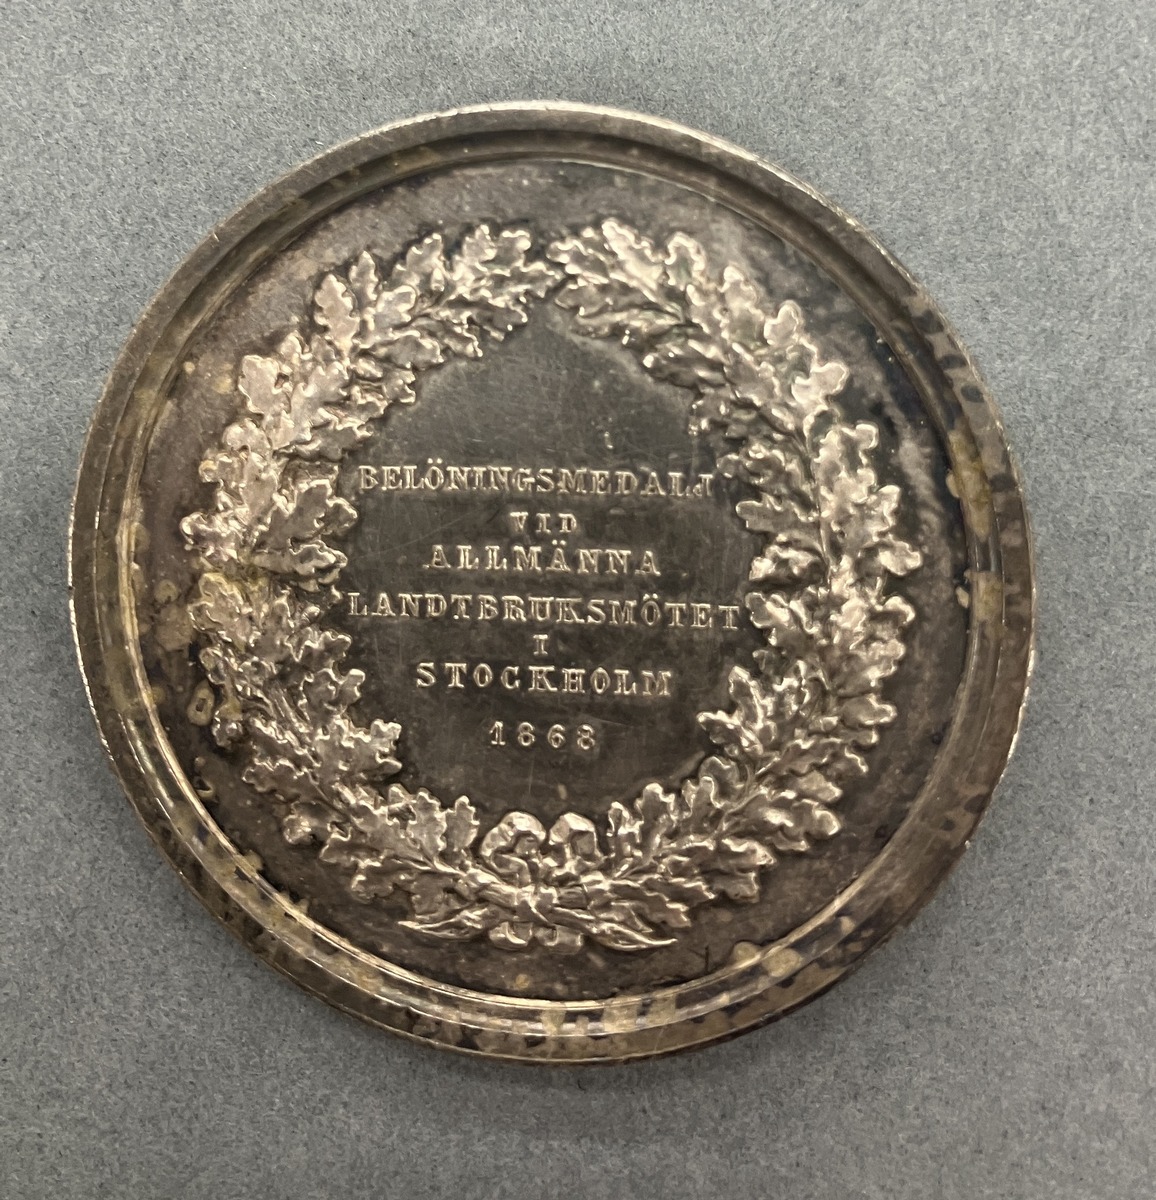 BELÖNINGSMEDALJ
VID
ALLMÄNNA
LANDTBRUKSMÖTET
I
STOCKHOLM
1868